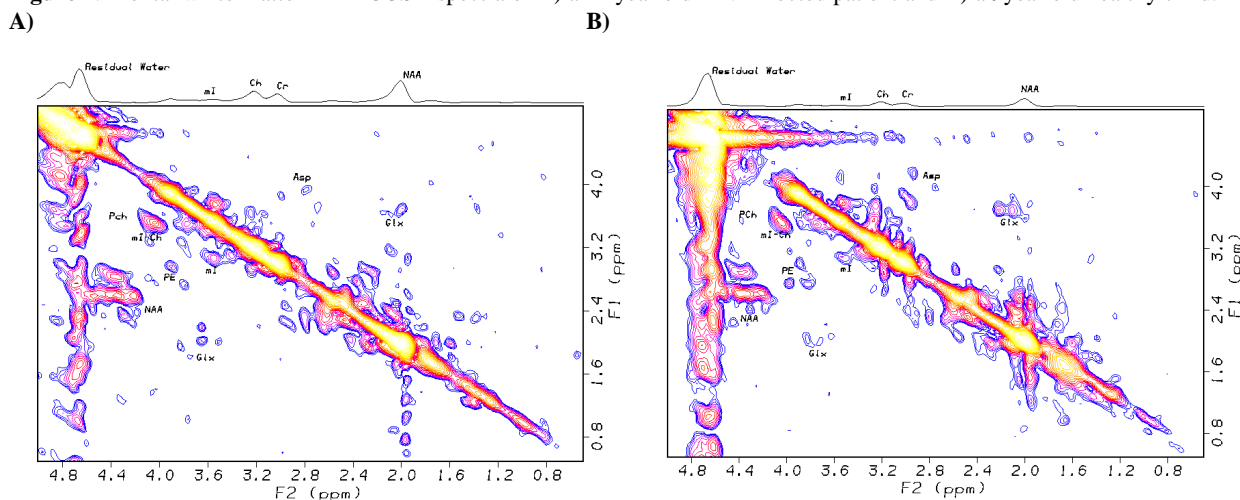 A)
B)
Residual Water
mI
Ch
Cr
NAA
Asp
Pch
mI-Ch
Glx
PE
mI
NAA
Glx
4.0
3.2
2.4
1.6
0.8
F1 (ppm)
4.8 4.4 4.0 3.6 3.2 2.8 2.4 2.0 1.6 1.2 0.8
F2 (ppm)
Residual Water
mI
Ch
Cr
NAA
Asp
PCh
mI-Ch
Glx
PE
mI
NAA
Glx
4.0
3.2
2.4
1.6
0.8
F1 (ppm)
4.8 4.4 4.0 3.6 3.2 2.8 2.4 2.0 1.6 1.2 0.8
F2 (ppm)